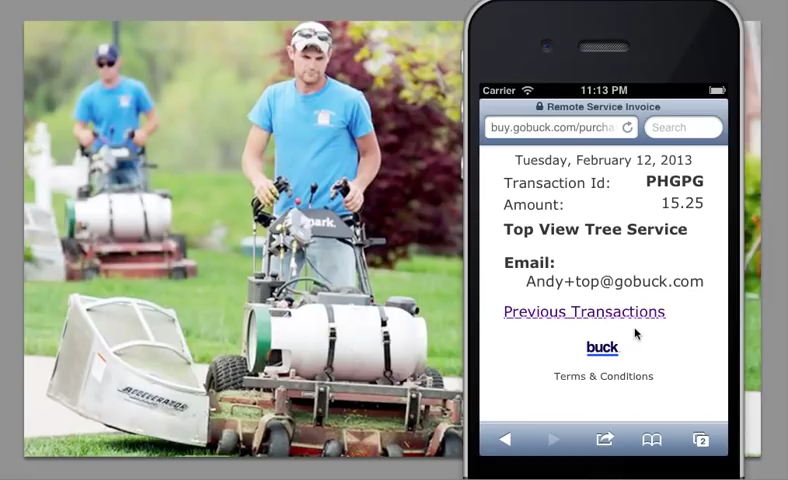 Carrier 11:13 PM
Remote Service Invoice
buy.gobuck.com/purcha Search
Tuesday, February 12, 2013
Transaction Id: PHGPG
Amount: 15.25
Top View Tree Service
Email:
Andy+top@gobuck.com
Previous Transactions
buck
Terms & Conditions
2
ACCELERATOR